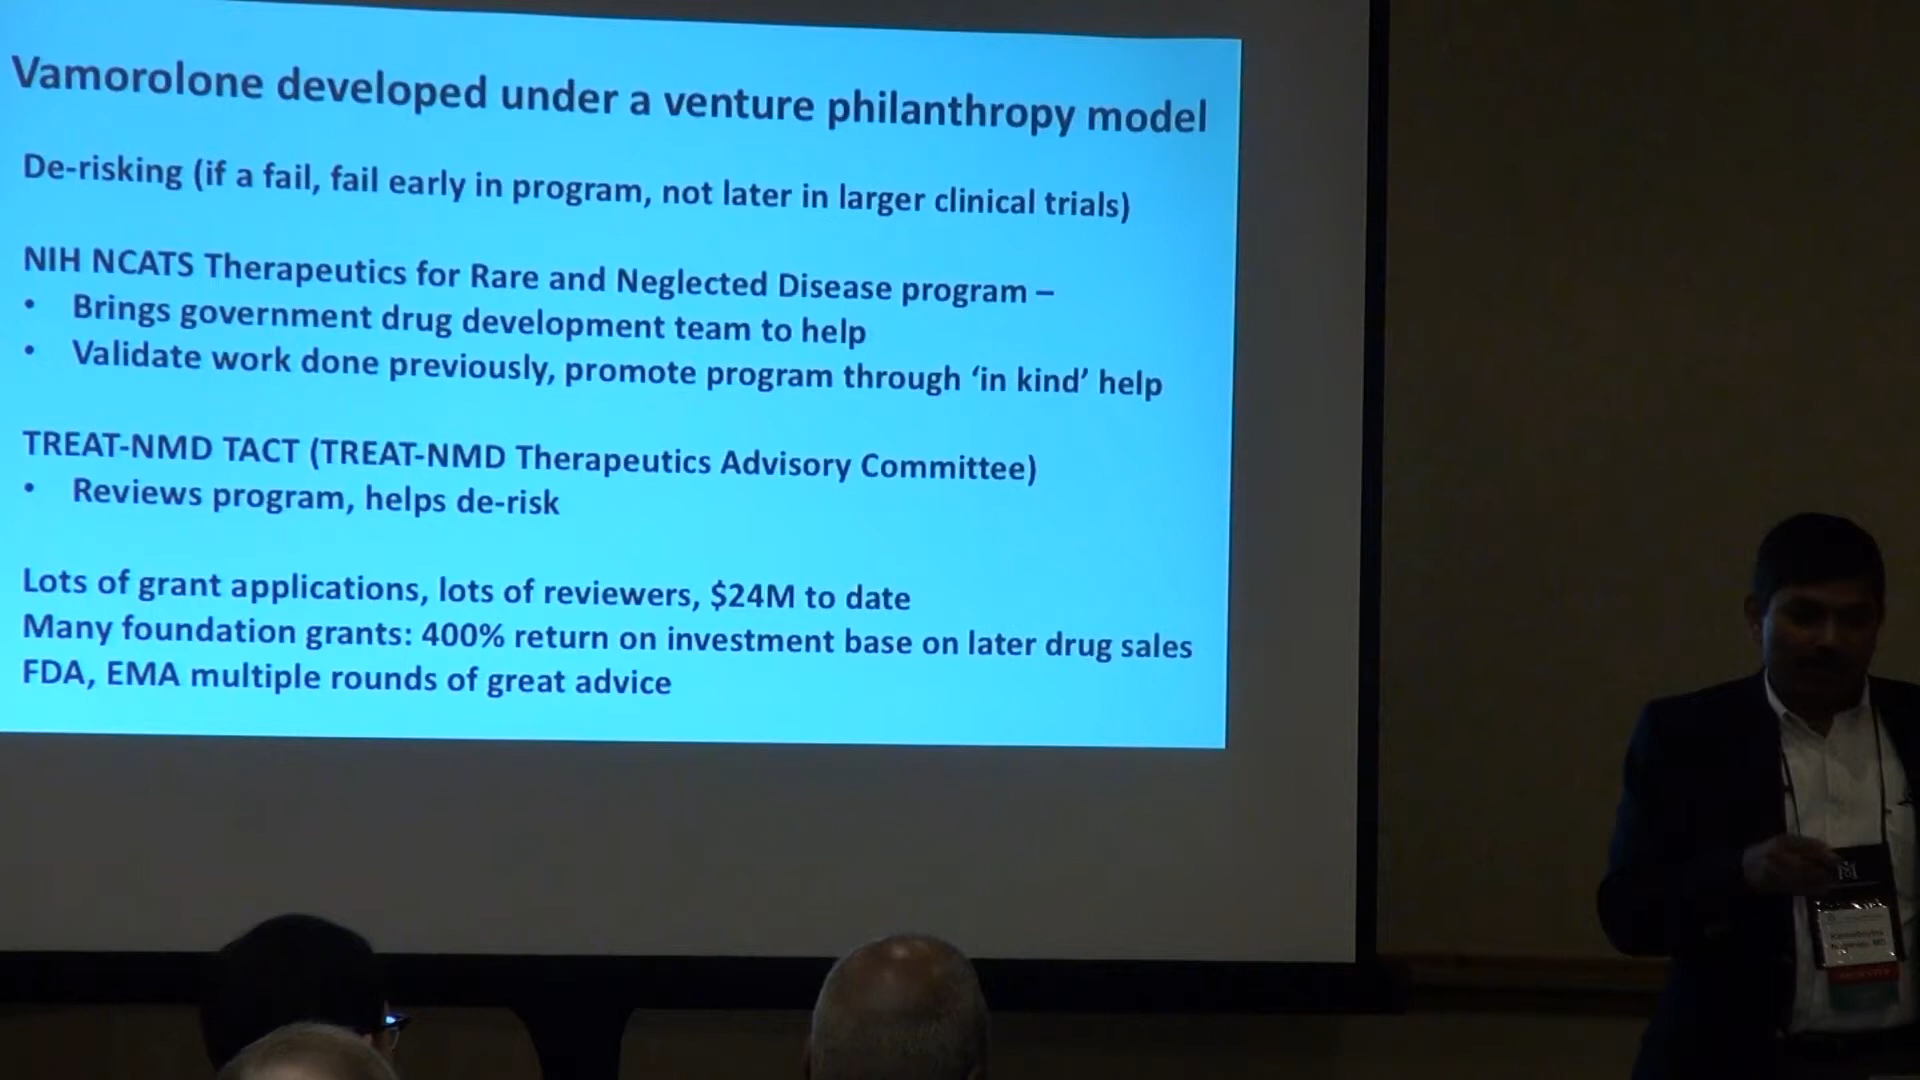 Vamorolone developed under a venture philanthropy model
De-risking (if a fail, fail early in program, not later in larger clinical trials)
NIH NCATS Therapeutics for Rare and Neglected Disease program –
• Brings government drug development team to help
• Validate work done previously, promote program through ‘in kind’ help
TREAT-NMD TACT (TREAT-NMD Therapeutics Advisory Committee)
• Reviews program, helps de-risk
Lots of grant applications, lots of reviewers, $24M to date
Many foundation grants: 400% return on investment base on later drug sales
FDA, EMA multiple rounds of great advice